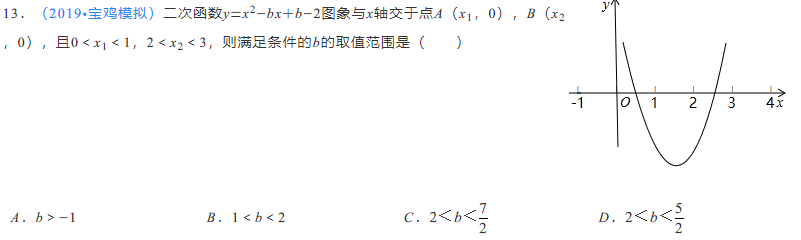 13．（2019•宝鸡模拟）二次函数y=x²−bx+b−2图象与x轴交于点A（x₁，0），B（x₂
，0），且0＜x₁＜1，2＜x₂＜3，则满足条件的b的取值范围是（　　）
y
-1 O 1 2 3 4 x
A．b＞−1 B．1＜b＜2 C．2＜b＜7/2 D．2＜b＜5/2